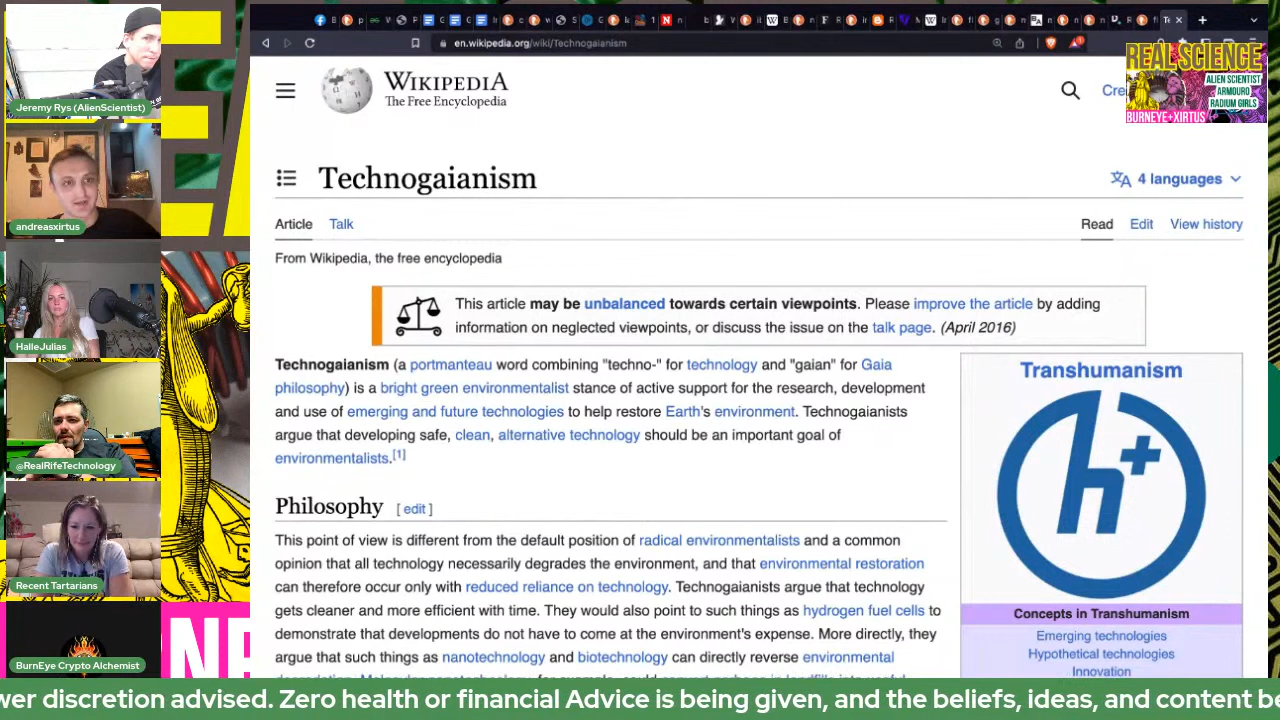 Jeremy Rys (AlienScientist)
andreasxirtus
HalleJulias
@RealRifeTechnology
Recent Tartarians
BurnEye Crypto Alchemist
en.wikipedia.org/wiki/Technogaianism
REAL SCIENCE
ALIEN SCIENTIST
ARMOURO
RADIUM GIRLS
BURNEYE+XIRTUS
WIKIPEDIA
The Free Encyclopedia
Technogaianism
4 languages
Article Talk Read Edit View history
From Wikipedia, the free encyclopedia
This article may be unbalanced towards certain viewpoints. Please improve the article by adding
information on neglected viewpoints, or discuss the issue on the talk page. (April 2016)
Technogaianism (a portmanteau word combining "techno-" for technology and "gaian" for Gaia
philosophy) is a bright green environmentalist stance of active support for the research, development
and use of emerging and future technologies to help restore Earth's environment. Technogaianists
argue that developing safe, clean, alternative technology should be an important goal of
environmentalists.[1]
Philosophy [ edit ]
This point of view is different from the default position of radical environmentalists and a common
opinion that all technology necessarily degrades the environment, and that environmental restoration
can therefore occur only with reduced reliance on technology. Technogaianists argue that technology
gets cleaner and more efficient with time. They would also point to such things as hydrogen fuel cells to
demonstrate that developments do not have to come at the environment's expense. More directly, they
argue that such things as nanotechnology and biotechnology can directly reverse environmental
Transhumanism
h+
Concepts in Transhumanism
Emerging technologies
Hypothetical technologies
Innovation
wer discretion advised. Zero health or financial Advice is being given, and the beliefs, ideas, and content be